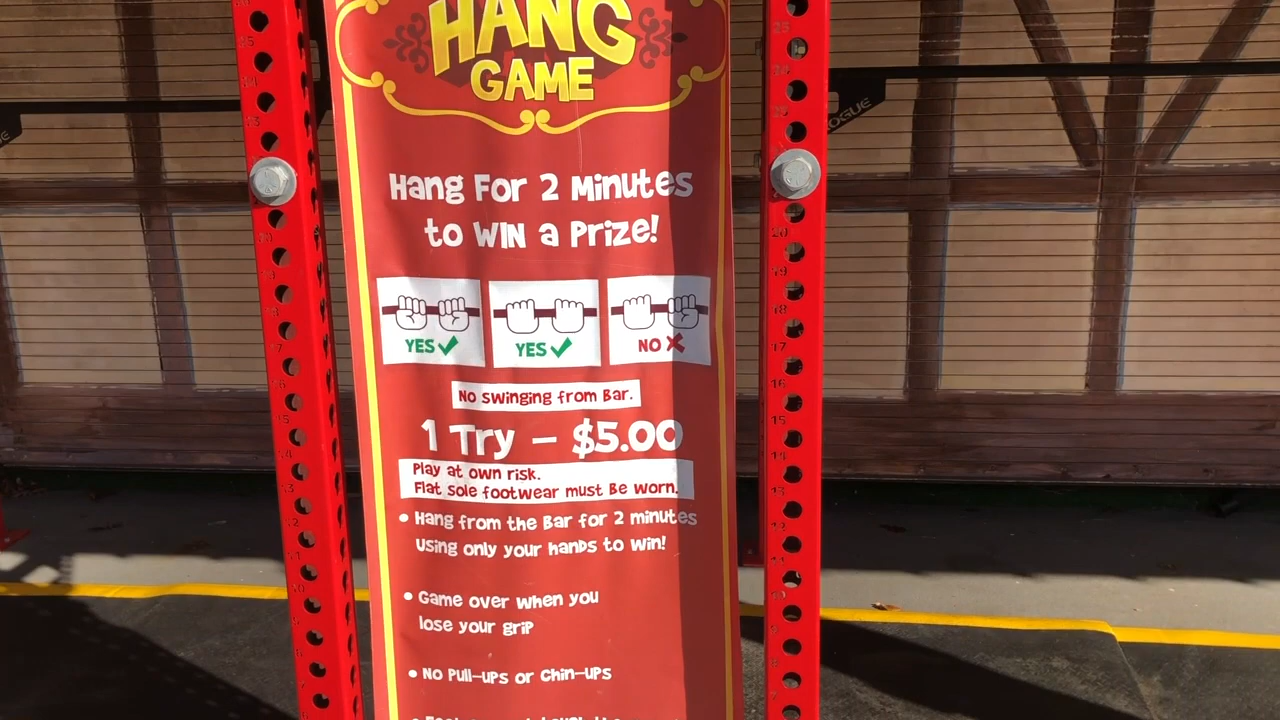 HANG
GAME
Hang For 2 Minutes
to WIN a Prize!
YES
YES
NO
No Swinging from Bar.
1 Try – $5.00
Play at own risk.
Flat sole footwear must Be worn.
• Hang from the Bar for 2 minutes
Using only your hands to win!
• Game over when you
lose your grip
• No Pull-ups or Chin-ups
ROGUE